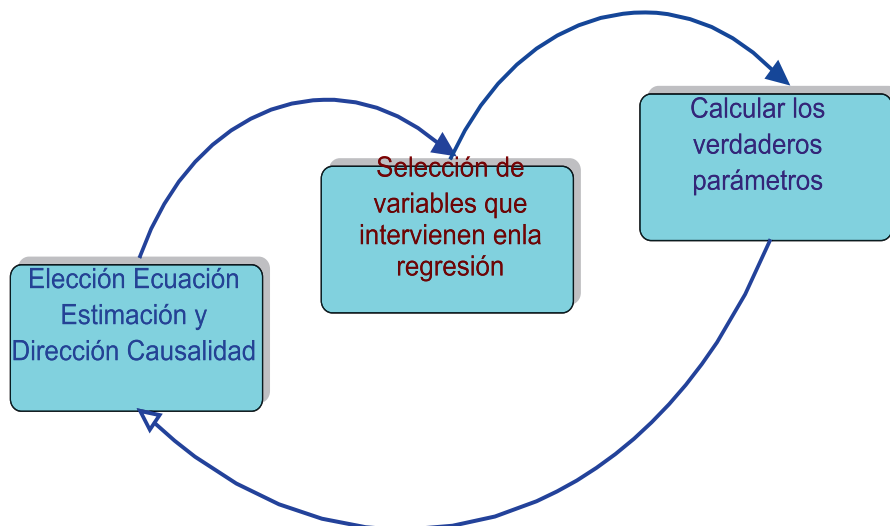 Elección Ecuación
Estimación y
Dirección Causalidad
Selección de
variables que
intervienen enla
regresión
Calcular los
verdaderos
parámetros